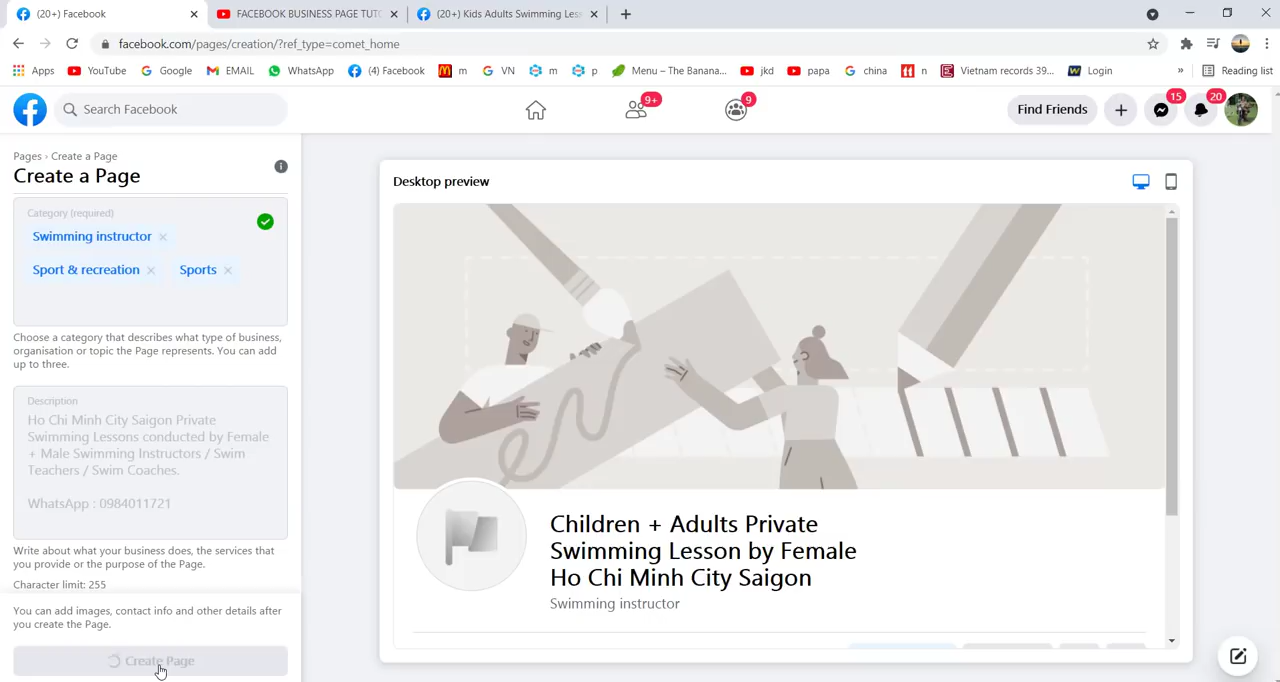 (20+) Facebook
FACEBOOK BUSINESS PAGE TUT
(20+) Kids Adults Swimming Less
facebook.com/pages/creation/?ref_type=comet_home
Apps
YouTube
Google
EMAIL
WhatsApp
(4) Facebook
m
VN
m
p
Menu – The Banana...
jkd
papa
china
n
Vietnam records 39...
Login
»
Reading list
Search Facebook
9+
9
Find Friends
15
20
Pages › Create a Page
Create a Page
Category (required)
Swimming instructor
Sport & recreation
Sports
Choose a category that describes what type of business,
organisation or topic the Page represents. You can add
up to three.
Description
Ho Chi Minh City Saigon Private
Swimming Lessons conducted by Female
+ Male Swimming Instructors / Swim
Teachers / Swim Coaches.
WhatsApp : 0984011721
Write about what your business does, the services that
you provide or the purpose of the Page.
Character limit: 255
You can add images, contact info and other details after
you create the Page.
Create Page
Desktop preview
Children + Adults Private
Swimming Lesson by Female
Ho Chi Minh City Saigon
Swimming instructor